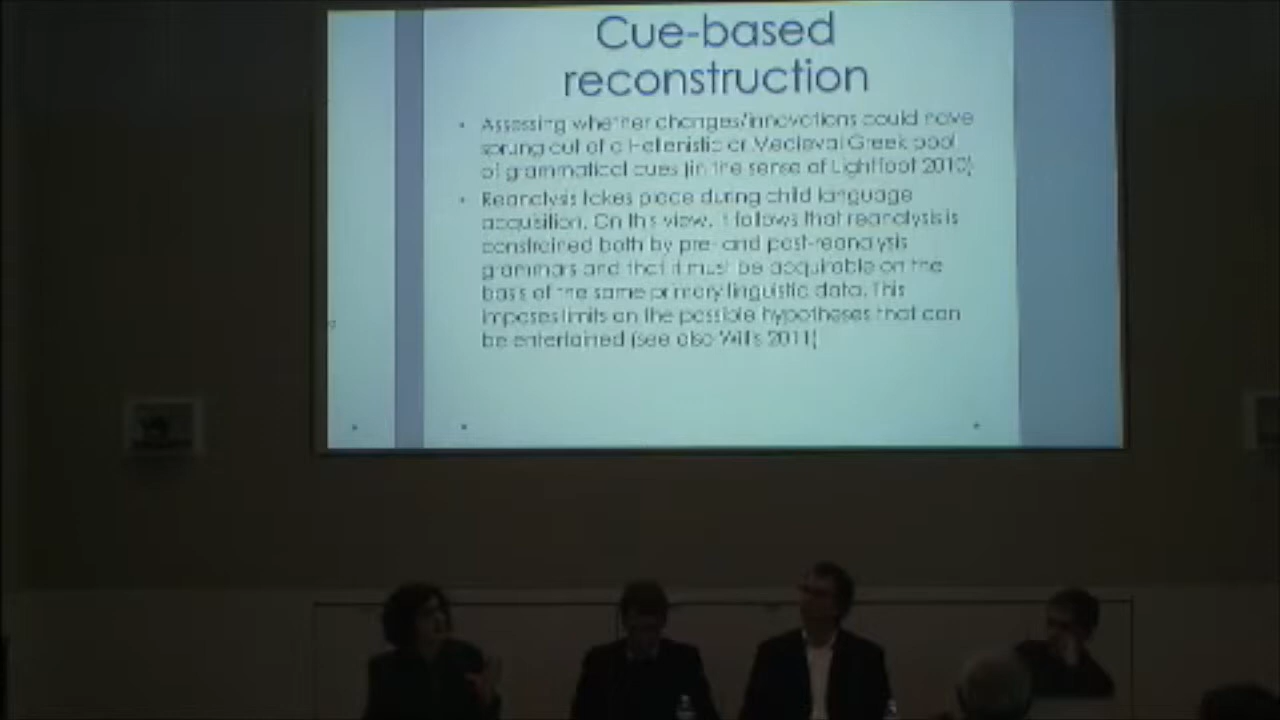 Cue-based
reconstruction
• Assessing whether changes/innovations could have
sprung out of a Hellenistic or Medieval Greek pool
of grammatical cues (in the sense of Lightfoot 2010)
• Reanalysis takes place during child language
acquisition. On this view, it follows that reanalysis is
constrained both by pre- and post-reanalysis
grammars and that it must be acquirable on the
basis of the same primary linguistic data. This
imposes limits on the possible hypotheses that can
be entertained (see also Willis 2011)